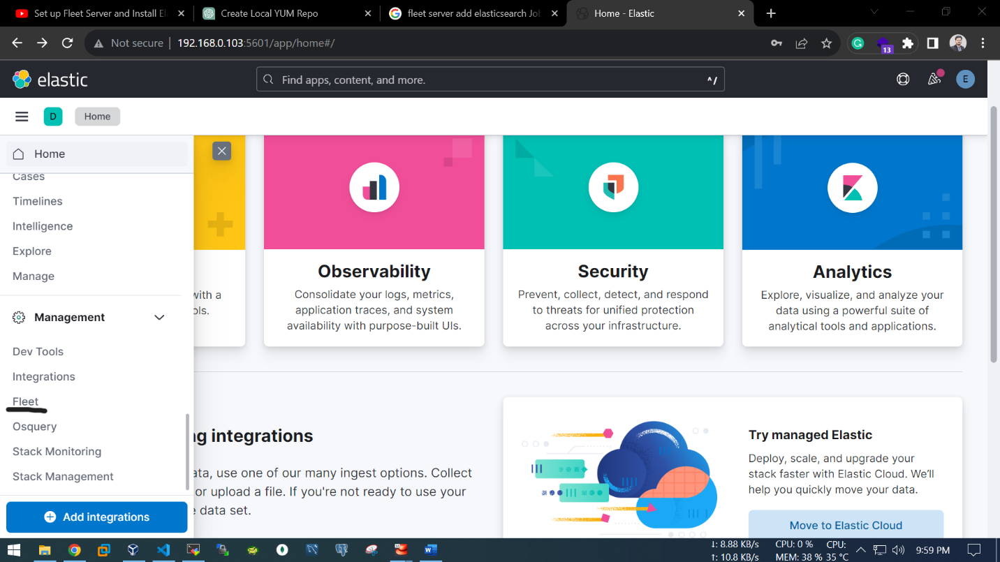 Set up Fleet Server and Install Ela
Create Local YUM Repo
fleet server add elasticsearch Job
Home - Elastic
Not secure
192.168.0.103:5601/app/home#/
G
13
elastic
Find apps, content, and more.
^/
E
D
Home
Home
Cases
Timelines
Intelligence
Explore
Manage
Management
Dev Tools
Integrations
Fleet
Osquery
Stack Monitoring
Stack Management
Add integrations
with a
ols.
Observability
Consolidate your logs, metrics,
application traces, and system
availability with purpose-built UIs.
Security
Prevent, collect, detect, and respond
to threats for unified protection
across your infrastructure.
Analytics
Explore, visualize, and analyze your
data using a powerful suite of
analytical tools and applications.
ng integrations
ata, use one of our many ingest options. Collect
or upload a file. If you're not ready to use your
e data set.
Try managed Elastic
Deploy, scale, and upgrade your
stack faster with Elastic Cloud. We'll
help you quickly move your data.
Move to Elastic Cloud
↓: 8.88 KB/s
↑: 10.8 KB/s
CPU: 0 % CPU:
MEM: 38 % 35 °C
9:59 PM